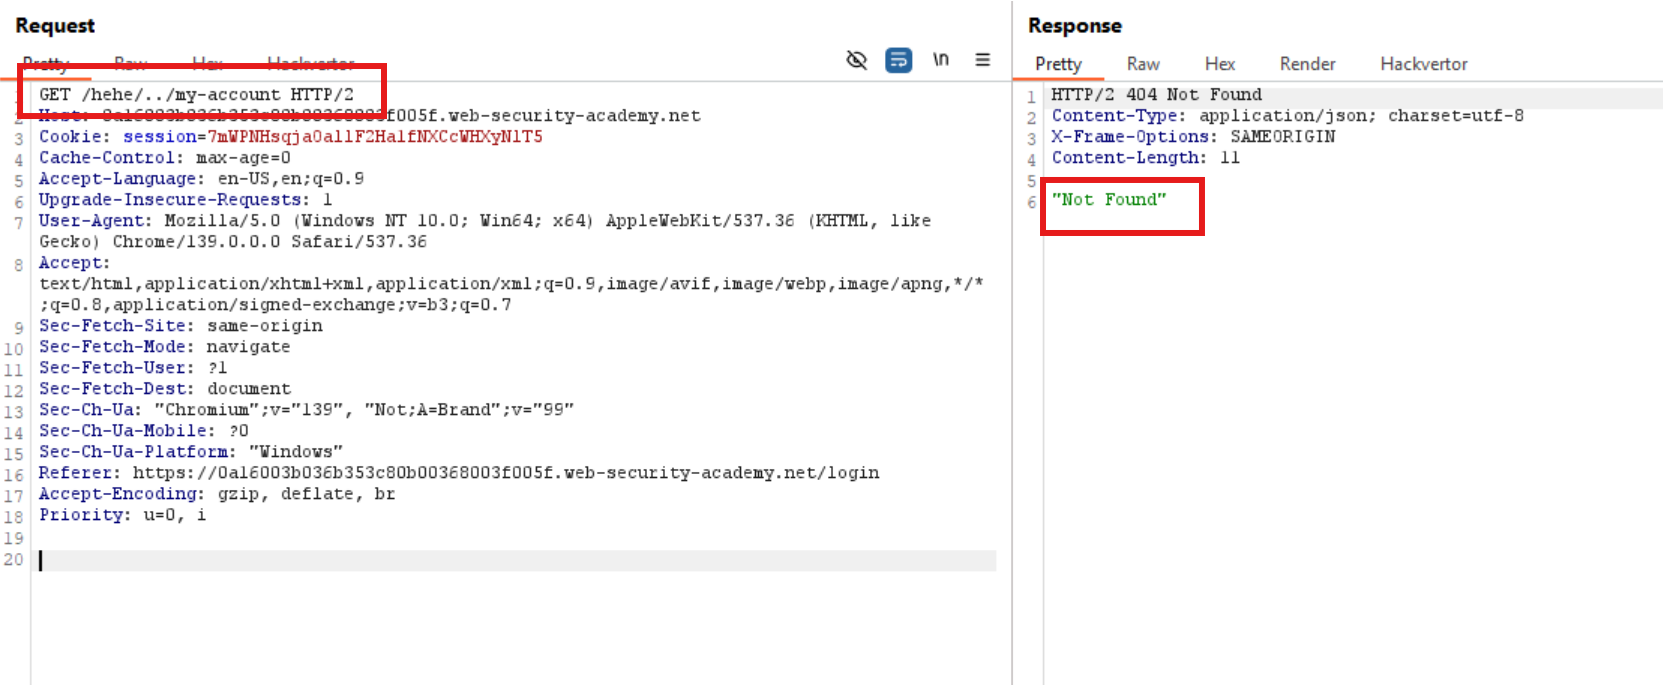 Request
Pretty Raw Hex Hackvertor
\n
1 GET /hehe/../my-account HTTP/2
2 Host: 0a16003b036b353c80b00368003f005f.web-security-academy.net
3 Cookie: session=7mWPNHsqja0allF2HalfNXCcWHXyNlT5
4 Cache-Control: max-age=0
5 Accept-Language: en-US,en;q=0.9
6 Upgrade-Insecure-Requests: 1
7 User-Agent: Mozilla/5.0 (Windows NT 10.0; Win64; x64) AppleWebKit/537.36 (KHTML, like
Gecko) Chrome/139.0.0.0 Safari/537.36
8 Accept:
text/html,application/xhtml+xml,application/xml;q=0.9,image/avif,image/webp,image/apng,*/*
;q=0.8,application/signed-exchange;v=b3;q=0.7
9 Sec-Fetch-Site: same-origin
10 Sec-Fetch-Mode: navigate
11 Sec-Fetch-User: ?1
12 Sec-Fetch-Dest: document
13 Sec-Ch-Ua: "Chromium";v="139", "Not;A=Brand";v="99"
14 Sec-Ch-Ua-Mobile: ?0
15 Sec-Ch-Ua-Platform: "Windows"
16 Referer: https://0a16003b036b353c80b00368003f005f.web-security-academy.net/login
17 Accept-Encoding: gzip, deflate, br
18 Priority: u=0, i
19
20
Response
Pretty Raw Hex Render Hackvertor
1 HTTP/2 404 Not Found
2 Content-Type: application/json; charset=utf-8
3 X-Frame-Options: SAMEORIGIN
4 Content-Length: 11
5
6 "Not Found"